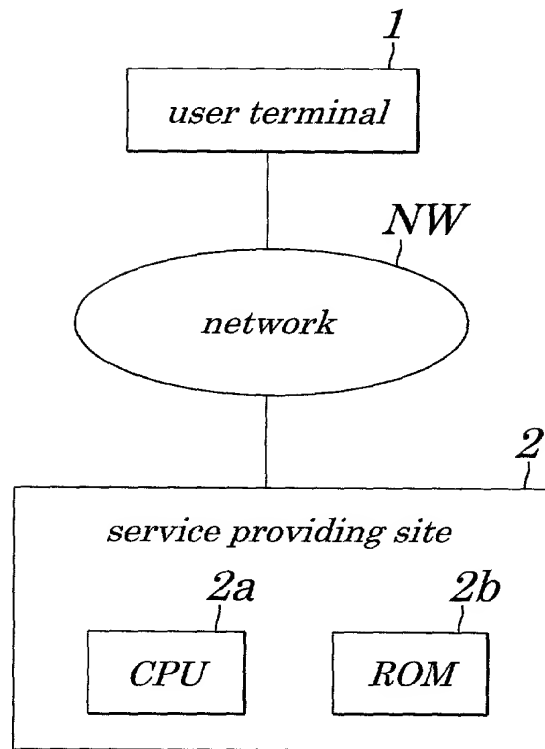 1
user terminal
NW
network
2
service providing site
2a
2b
CPU
ROM